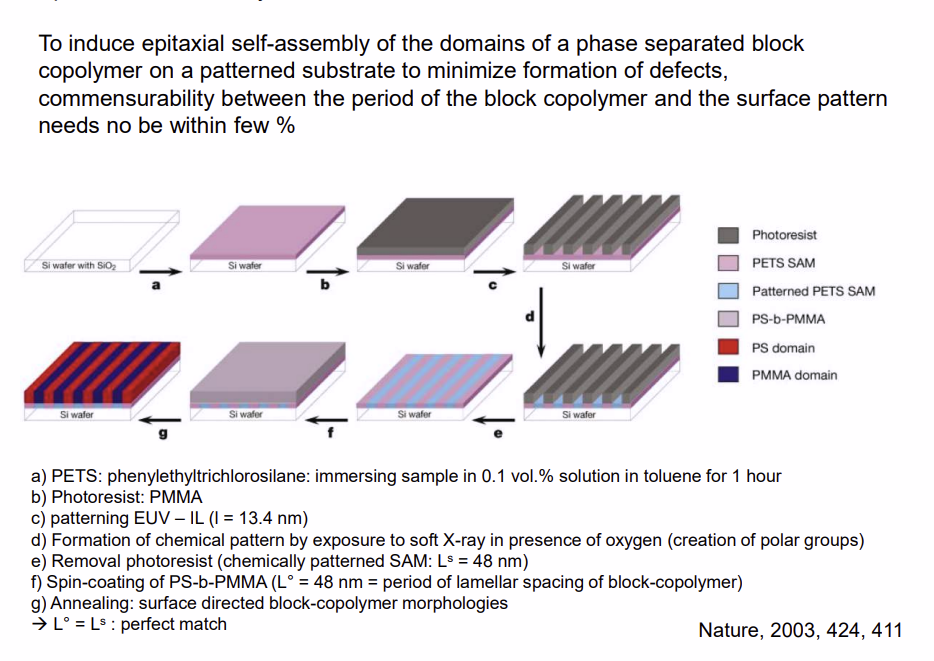 To induce epitaxial self-assembly of the domains of a phase separated block
copolymer on a patterned substrate to minimize formation of defects,
commensurability between the period of the block copolymer and the surface pattern
needs no be within few %
Si wafer with SiO₂
a
Si wafer
b
Si wafer
c
Si wafer
Photoresist
PETS SAM
Patterned PETS SAM
PS-b-PMMA
PS domain
PMMA domain
d
Si wafer
g
Si wafer
f
Si wafer
e
Si wafer
a) PETS: phenylethyltrichlorosilane: immersing sample in 0.1 vol.% solution in toluene for 1 hour
b) Photoresist: PMMA
c) patterning EUV – IL (l = 13.4 nm)
d) Formation of chemical pattern by exposure to soft X-ray in presence of oxygen (creation of polar groups)
e) Removal photoresist (chemically patterned SAM: Lˢ = 48 nm)
f) Spin-coating of PS-b-PMMA (L° = 48 nm = period of lamellar spacing of block-copolymer)
g) Annealing: surface directed block-copolymer morphologies
→ L° = Lˢ : perfect match
Nature, 2003, 424, 411